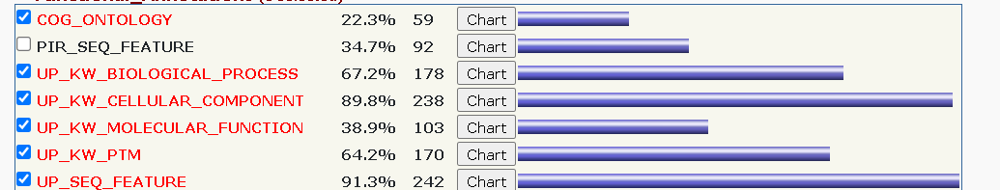 COG_ONTOLOGY 22.3% 59 Chart
PIR_SEQ_FEATURE 34.7% 92 Chart
UP_KW_BIOLOGICAL_PROCESS 67.2% 178 Chart
UP_KW_CELLULAR_COMPONENT 89.8% 238 Chart
UP_KW_MOLECULAR_FUNCTION 38.9% 103 Chart
UP_KW_PTM 64.2% 170 Chart
UP_SEQ_FEATURE 91.3% 242 Chart